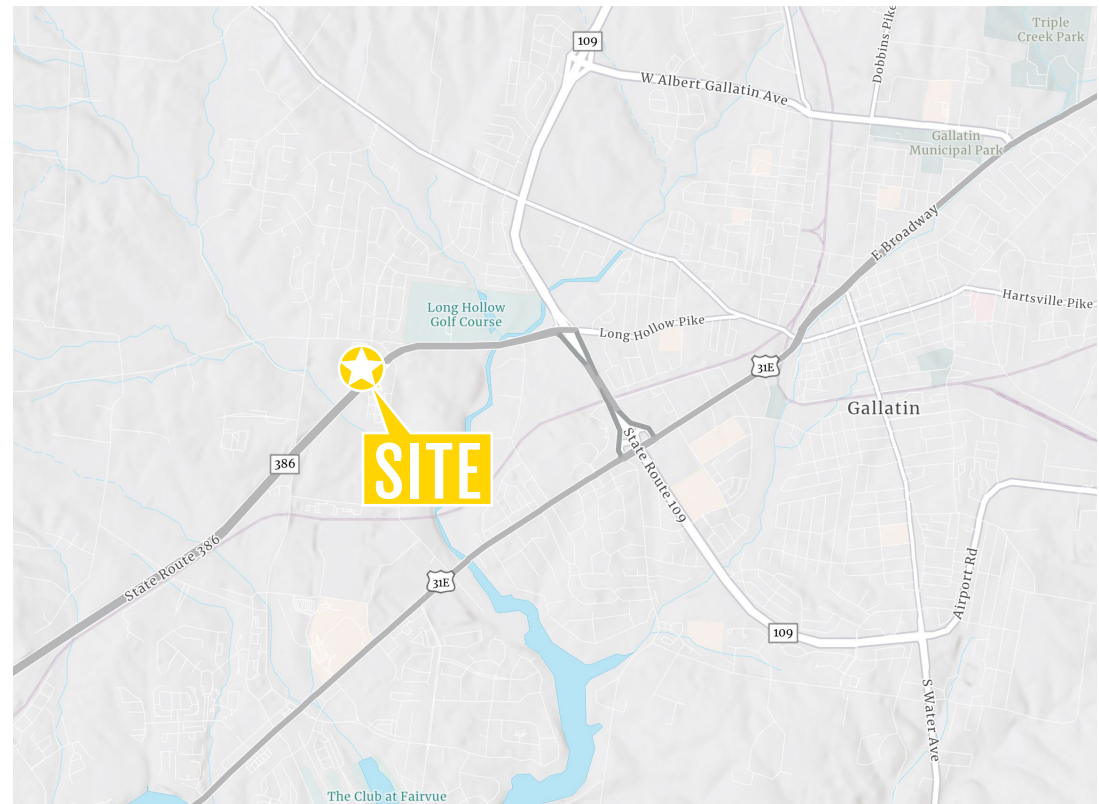 Triple
Creek Park
Dobbins Pike
109
W Albert Gallatin Ave
Gallatin
Municipal Park
E Broadway
Hartsville Pike
Long Hollow
Golf Course
Long Hollow Pike
31E
Gallatin
SITE
386
State Route 109
State Route 386
31E
Airport Rd
109
S Water Ave
The Club at Fairvue